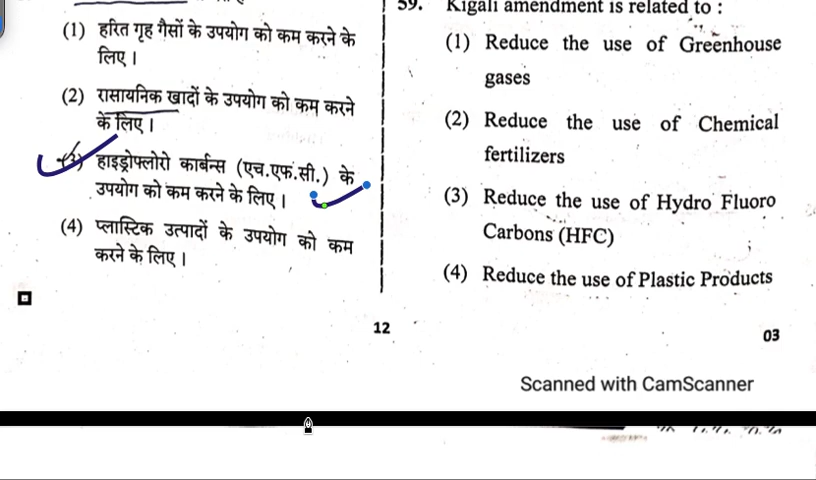 (1) हरित गृह गैसों के उपयोग को कम करने के
लिए ।
(2) रासायनिक खादों के उपयोग को कम करने
के लिए ।
(3) हाइड्रोफ्लोरो कार्बन्स (एच.एफ.सी.) के
उपयोग को कम करने के लिए ।
(4) प्लास्टिक उत्पादों के उपयोग को कम
करने के लिए ।
12
59. Kigali amendment is related to :
(1) Reduce the use of Greenhouse
gases
(2) Reduce the use of Chemical
fertilizers
(3) Reduce the use of Hydro Fluoro
Carbons (HFC)
(4) Reduce the use of Plastic Products
03
Scanned with CamScanner